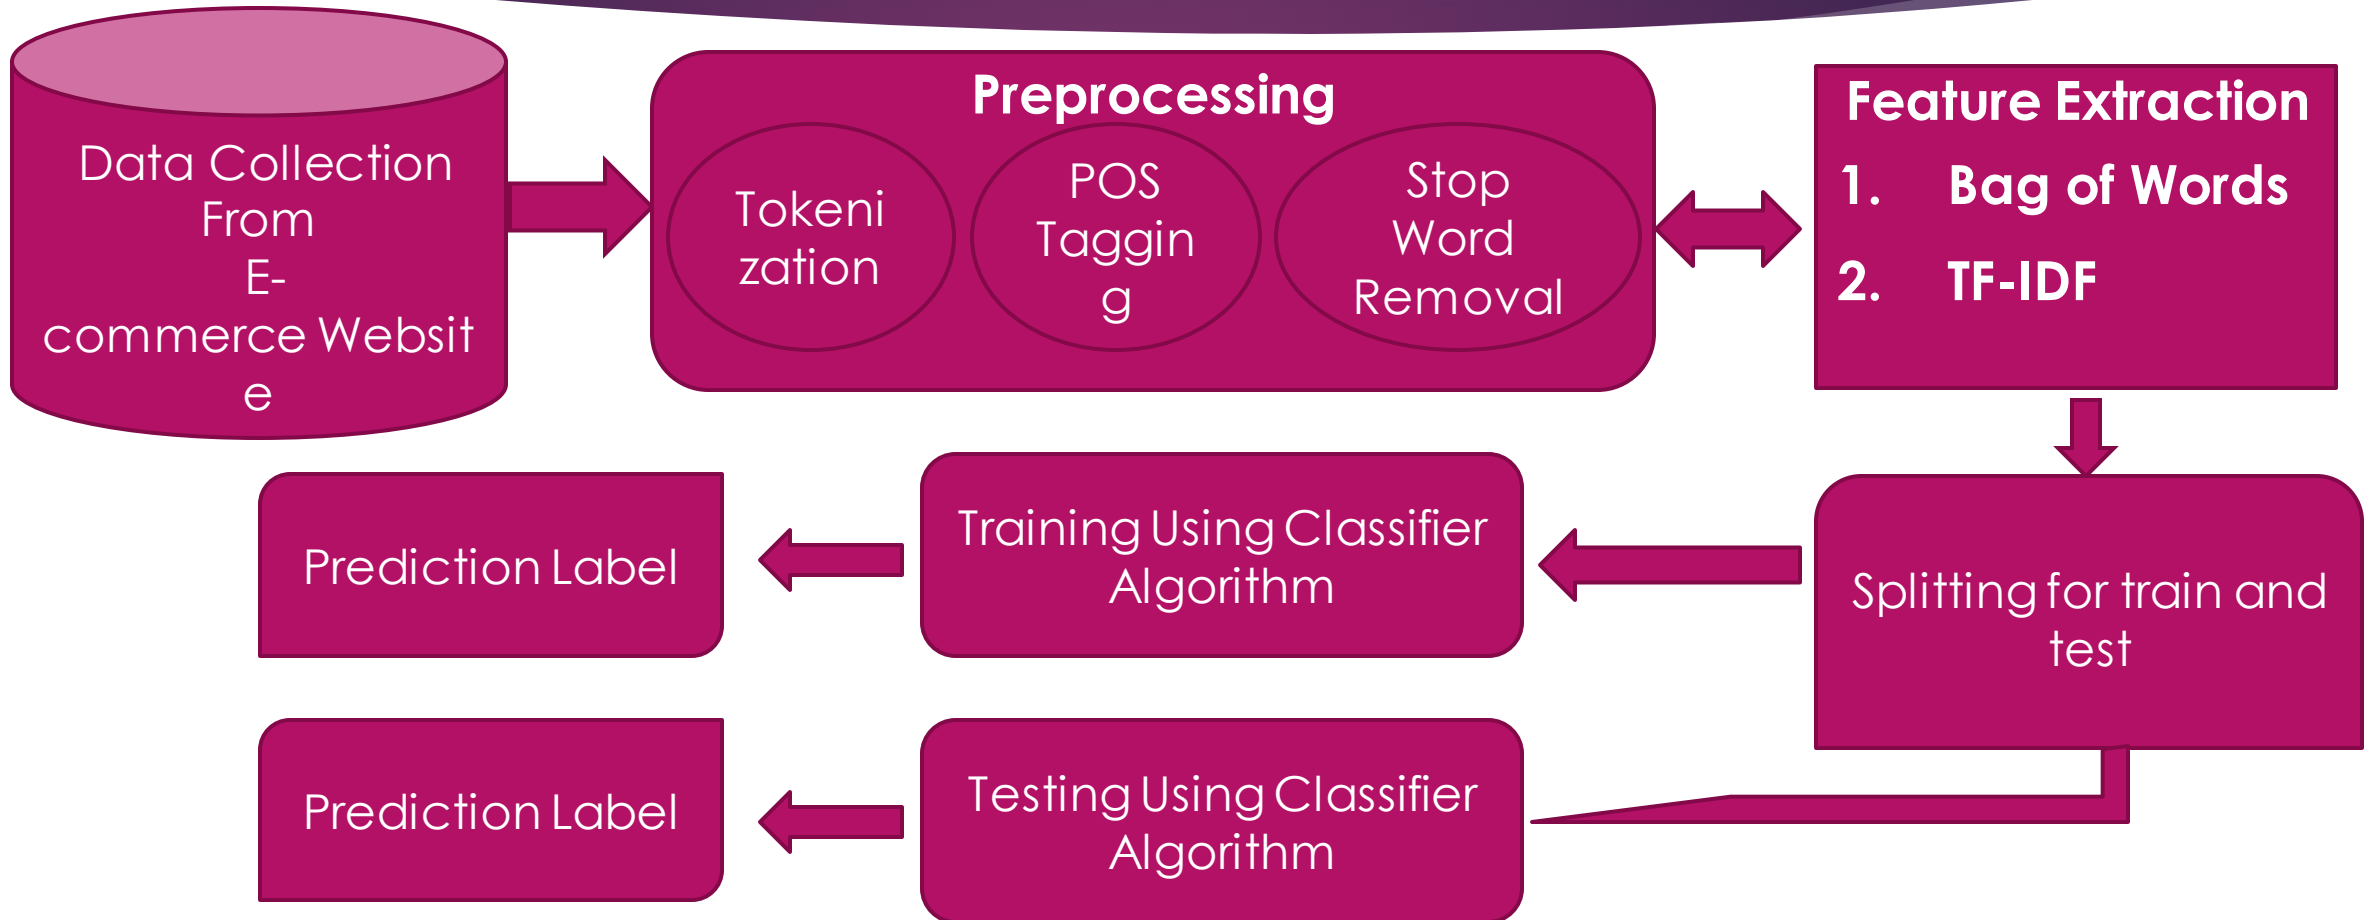 Data Collection
From
E-
commerce Websit
e
Preprocessing
Tokeni
zation
POS
Taggin
g
Stop
Word
Removal
Feature Extraction
1. Bag of Words
2. TF-IDF
Prediction Label
Training Using Classifier
Algorithm
Splitting for train and
test
Prediction Label
Testing Using Classifier
Algorithm